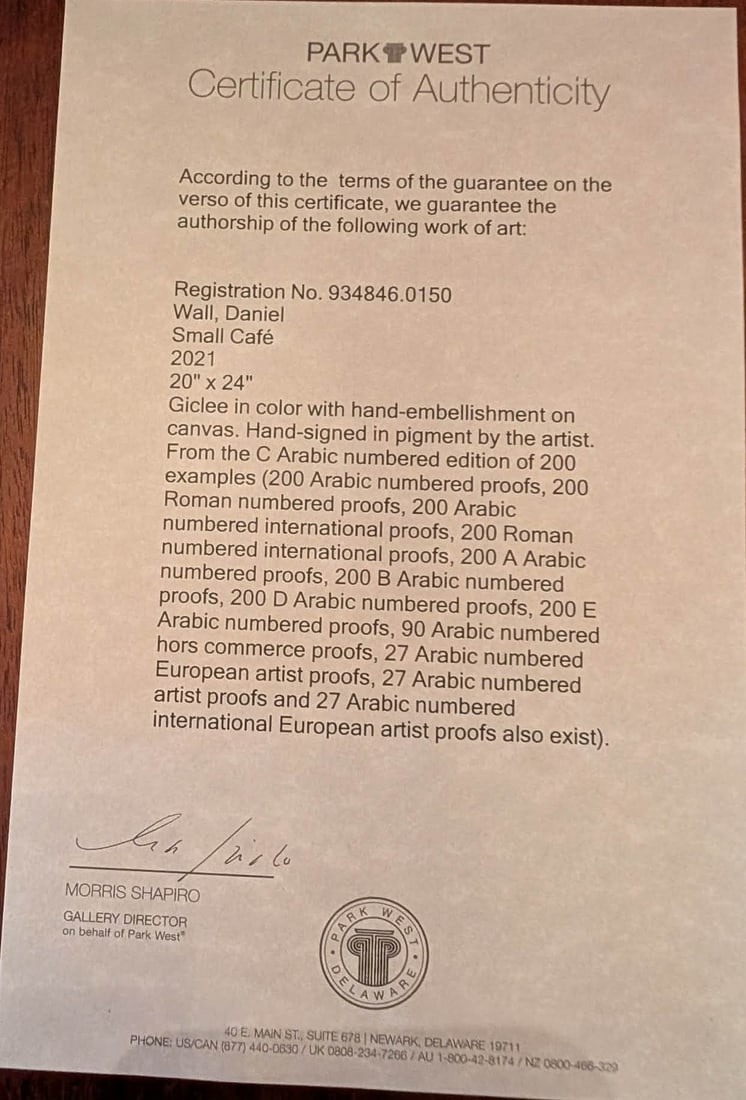 PARK WEST
Certificate of Authenticity
According to the terms of the guarantee on the
verso of this certificate, we guarantee the
authorship of the following work of art:
Registration No. 934846.0150
Wall, Daniel
Small Café
2021
20" x 24"
Giclee in color with hand-embellishment on
canvas. Hand-signed in pigment by the artist.
From the C Arabic numbered edition of 200
examples (200 Arabic numbered proofs, 200
Roman numbered proofs, 200 Arabic
numbered international proofs, 200 Roman
numbered international proofs, 200 A Arabic
numbered proofs, 200 B Arabic numbered
proofs, 200 D Arabic numbered proofs, 200 E
Arabic numbered proofs, 90 Arabic numbered
hors commerce proofs, 27 Arabic numbered
European artist proofs, 27 Arabic numbered
artist proofs and 27 Arabic numbered
international European artist proofs also exist).
MORRIS SHAPIRO
GALLERY DIRECTOR
on behalf of Park West®
PARK WEST
DELAWARE
40 E. MAIN ST., SUITE 678 | NEWARK, DELAWARE 19711
PHONE: US/CAN (877) 440-0630 / UK 0808-234-7266 / AU 1-800-42-8174 / NZ 0800-466-329